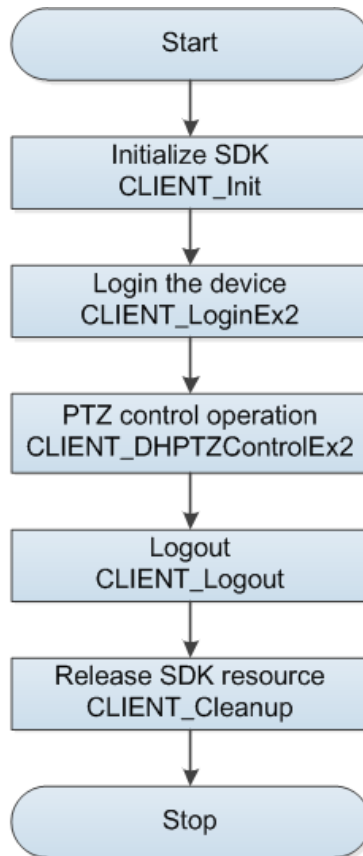 Start
Initialize SDK
CLIENT_Init
Login the device
CLIENT_LoginEx2
PTZ control operation
CLIENT_DHPTZControlEx2
Logout
CLIENT_Logout
Release SDK resource
CLIENT_Cleanup
Stop